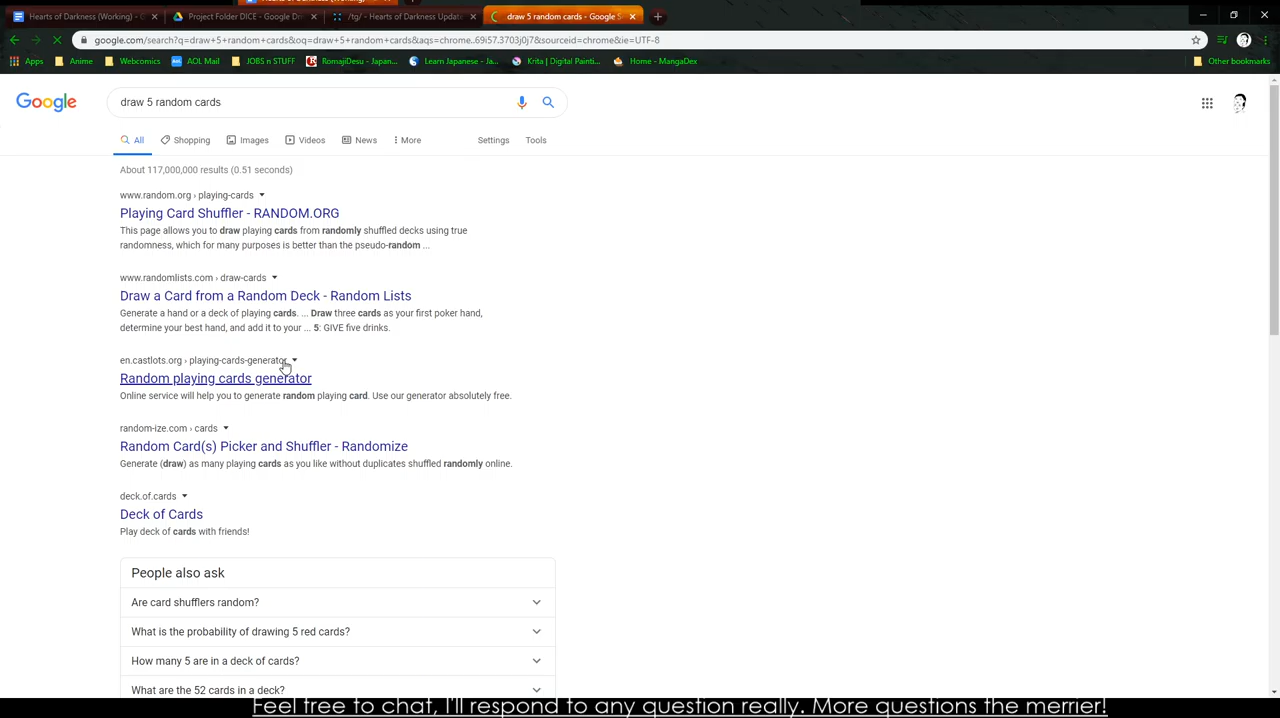 Hearts of Darkness
Hearts of Darkness (Working) - G
Project Folder DICE - Google Dri
/tg/ - Hearts of Darkness Update
draw 5 random cards - Google S
google.com/search?q=draw+5+random+cards&oq=draw+5+random+cards&aqs=chrome..69i57.3703j0j7&sourceid=chrome&ie=UTF-8
Apps
Anime
Webcomics
AOL Mail
JOBS n STUFF
RomajiDesu - Japan...
Learn Japanese - Ja...
Krita | Digital Painti...
Home - MangaDex
Other bookmarks
Google
draw 5 random cards
All
Shopping
Images
Videos
News
More
Settings
Tools
About 117,000,000 results (0.51 seconds)
www.random.org › playing-cards
Playing Card Shuffler - RANDOM.ORG
This page allows you to draw playing cards from randomly shuffled decks using true
randomness, which for many purposes is better than the pseudo-random ...
www.randomlists.com › draw-cards
Draw a Card from a Random Deck - Random Lists
Generate a hand or a deck of playing cards. ... Draw three cards as your first poker hand,
determine your best hand, and add it to your ... 5: GIVE five drinks.
en.castlots.org › playing-cards-generator
Random playing cards generator
Online service will help you to generate random playing card. Use our generator absolutely free.
random-ize.com › cards
Random Card(s) Picker and Shuffler - Randomize
Generate (draw) as many playing cards as you like without duplicates shuffled randomly online.
deck.of.cards
Deck of Cards
Play deck of cards with friends!
People also ask
Are card shufflers random?
What is the probability of drawing 5 red cards?
How many 5 are in a deck of cards?
What are the 52 cards in a deck?
Feel free to chat, I'll respond to any question really. More questions the merrier!